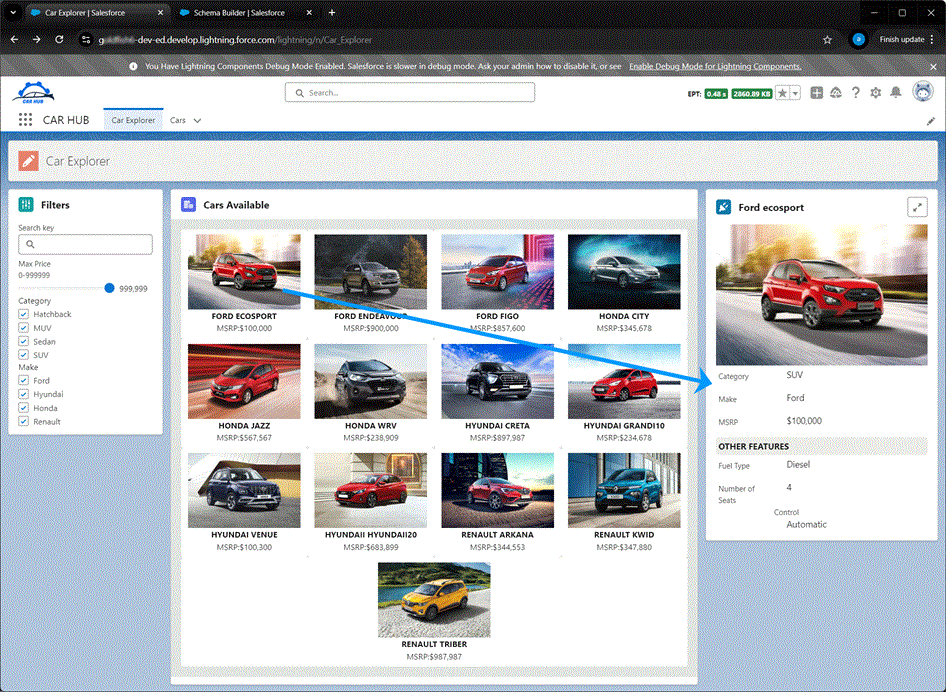 Car Explorer | Salesforce
Schema Builder | Salesforce
-dev-ed.develop.lightning.force.com/lightning/n/Car_Explorer
a
Finish update
You Have Lightning Components Debug Mode Enabled. Salesforce is slower in debug mode. Ask your admin how to disable it, or see Enable Debug Mode for Lightning Components.
CAR HUB
Search...
EPT: 0.48 s 2860.89 KB
CAR HUB
Car Explorer
Cars
Car Explorer
Filters
Search key
Max Price
0-999999
999,999
Category
Hatchback
MUV
Sedan
SUV
Make
Ford
Hyundai
Honda
Renault
Cars Available
FORD ECOSPORT
MSRP:$100,000
FORD ENDEAVOUR
MSRP:$900,000
FORD FIGO
MSRP:$857,600
HONDA CITY
MSRP:$345,678
HONDA JAZZ
MSRP:$567,567
HONDA WRV
MSRP:$238,909
HYUNDAI CRETA
MSRP:$897,987
HYUNDAI GRANDI10
MSRP:$234,678
HYUNDAI VENUE
MSRP:$100,300
HYUNDAII HYUNDAII20
MSRP:$683,899
RENAULT ARKANA
MSRP:$344,553
RENAULT KWID
MSRP:$347,880
RENAULT TRIBER
MSRP:$987,987
Ford ecosport
Category
SUV
Make
Ford
MSRP
$100,000
OTHER FEATURES
Fuel Type
Diesel
Number of
Seats
4
Control
Automatic